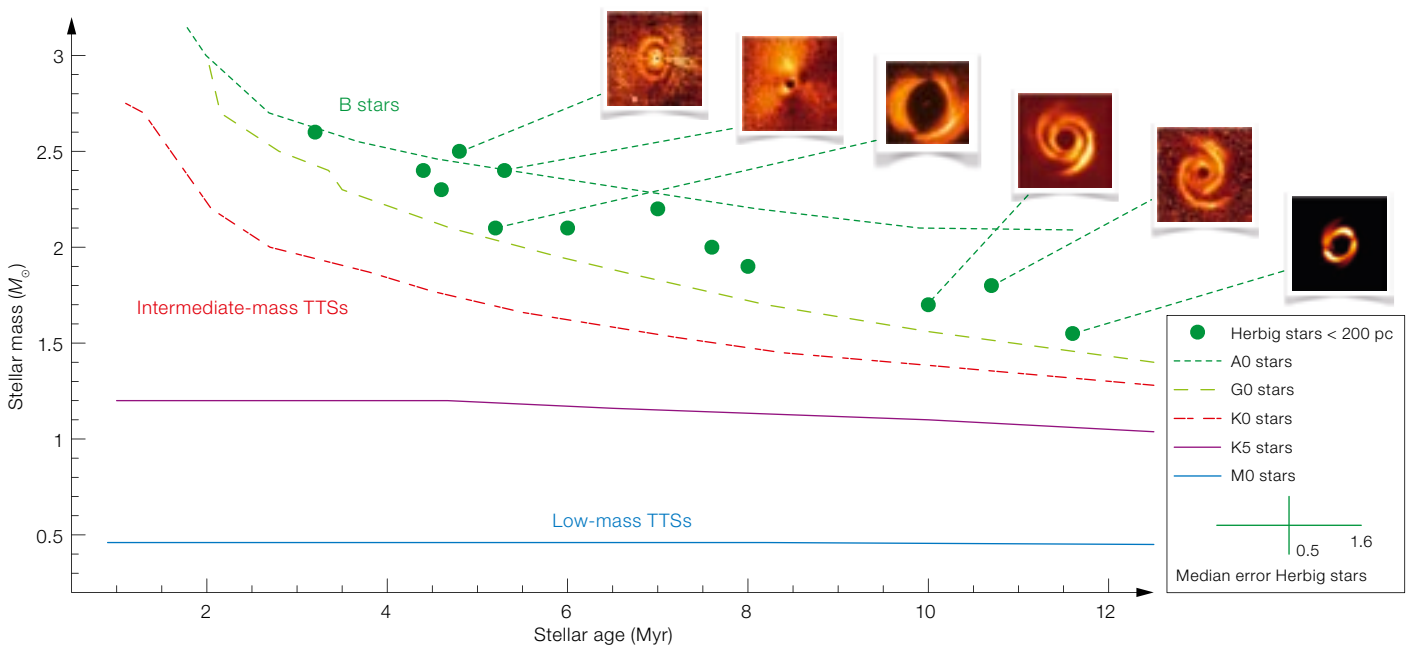 3
2.5
2
1.5
1
0.5
Stellar mass (M☉)
B stars
Intermediate-mass TTSs
Low-mass TTSs
2 4 6 8 10 12
Stellar age (Myr)
Herbig stars < 200 pc
A0 stars
G0 stars
K0 stars
K5 stars
M0 stars
0.5 1.6
Median error Herbig stars